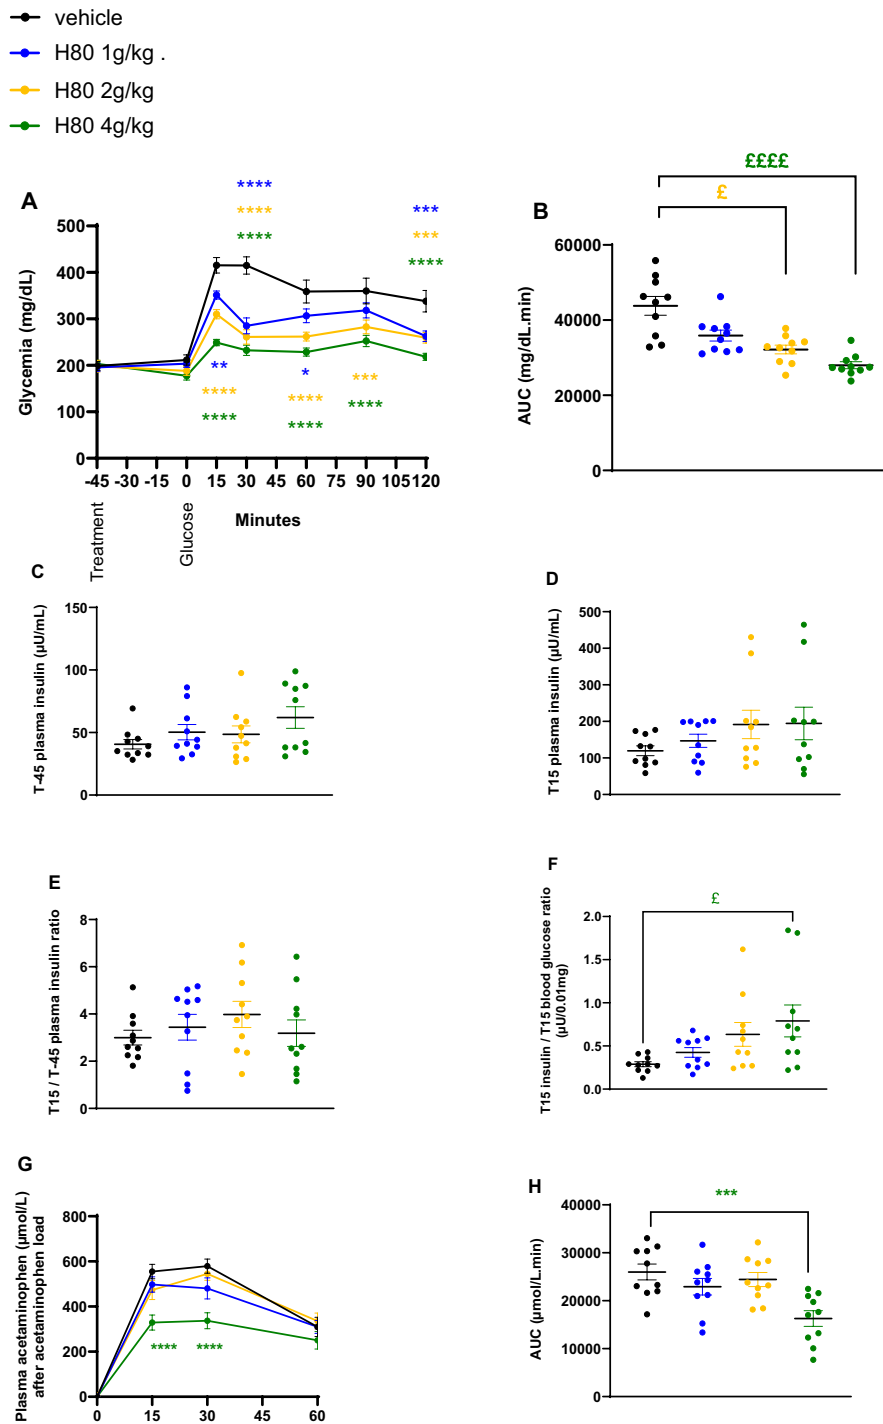 vehicle
H80 1g/kg .
H80 2g/kg
H80 4g/kg
A
****
****
****
***
***
****
Glycemia (mg/dL)
500
400
300
200
100
0
**
****
****
*
****
****
***
****
-45 -30 -15 0 15 30 45 60 75 90 105 120
Treatment
Glucose
Minutes
B
££££
£
AUC (mg/dL.min)
60000
40000
20000
0
C
T-45 plasma insulin (µU/mL)
150
100
50
0
D
T15 plasma insulin (µU/mL)
500
400
300
200
100
0
E
T15 / T-45 plasma insulin ratio
8
6
4
2
0
F
£
T15 insulin / T15 blood glucose ratio
(µU/0.01mg)
2.0
1.5
1.0
0.5
0.0
G
Plasma acetaminophen (µmol/L)
after acetaminophen load
800
600
400
200
0
****
****
0 15 30 45 60
H
***
AUC (µmol/L.min)
40000
30000
20000
10000
0